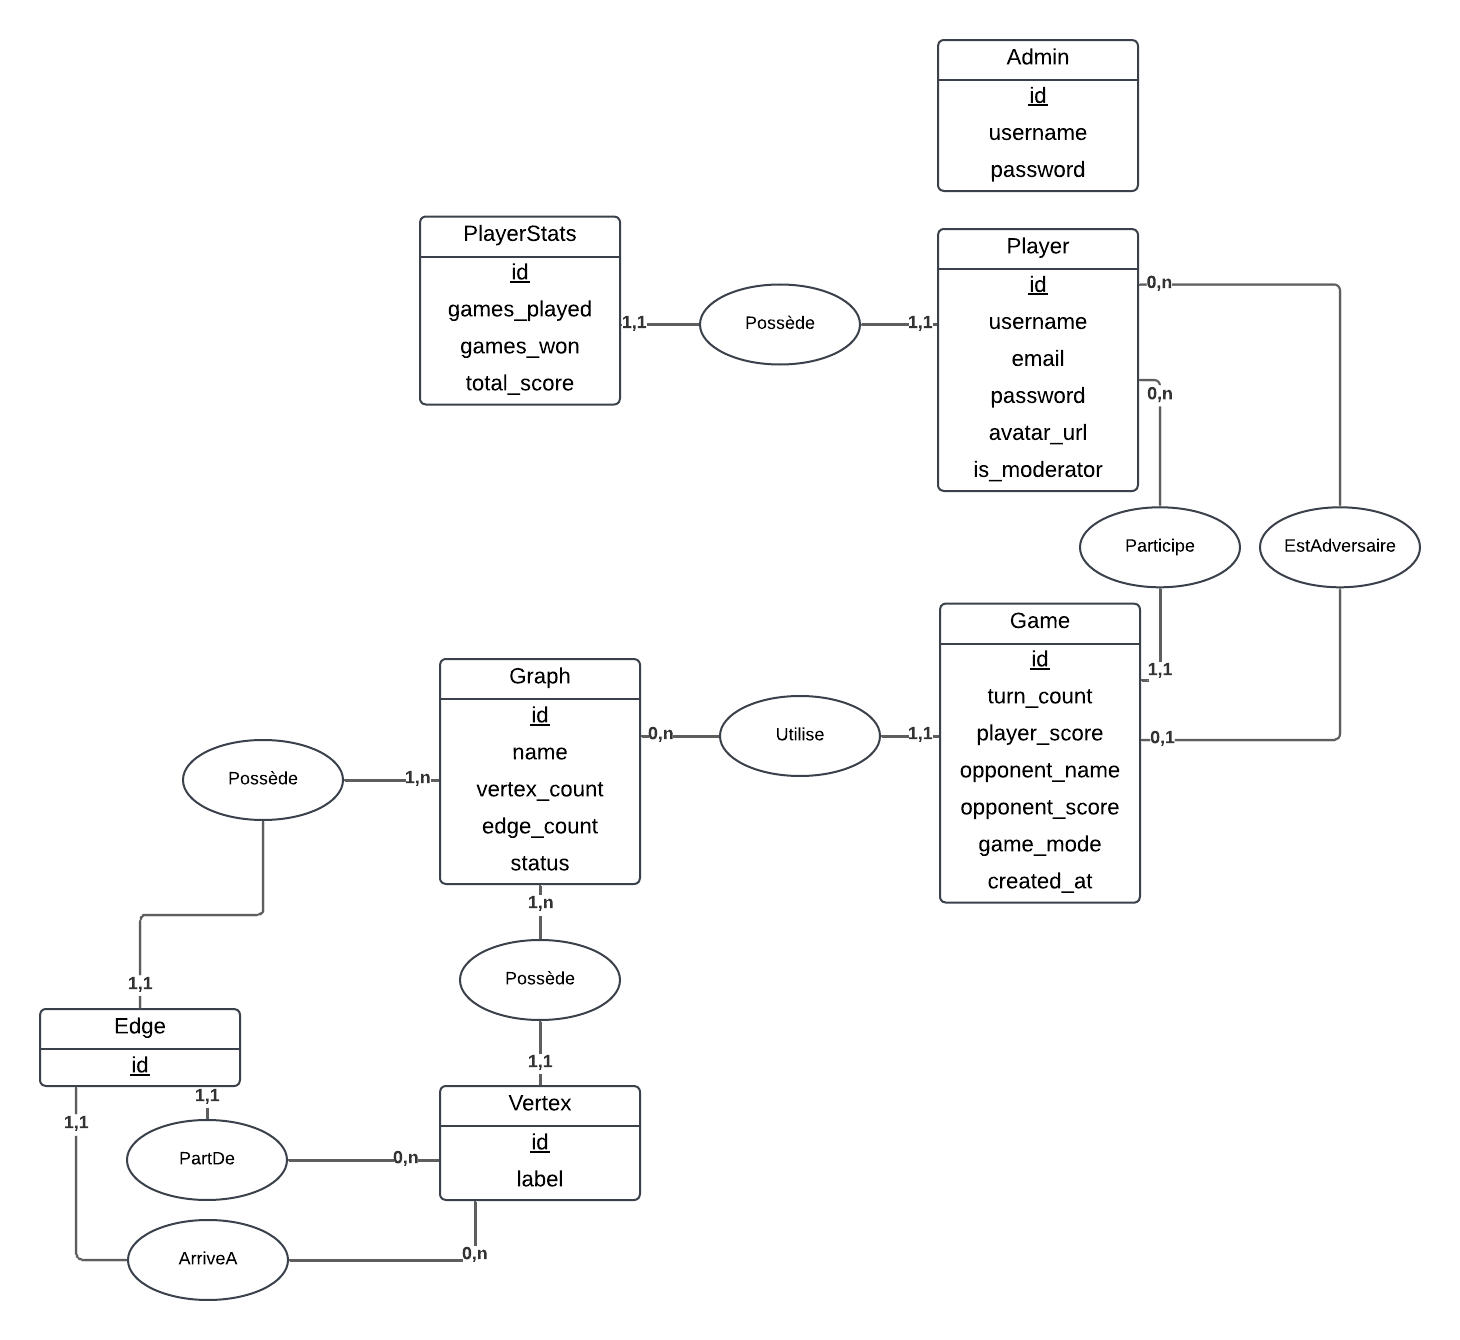 Admin
id
username
password
PlayerStats
id
games_played
games_won
total_score
1,1
Possède
1,1
Player
id
username
email
password
avatar_url
is_moderator
0,n
0,n
Participe
EstAdversaire
1,1
0,1
Game
id
turn_count
player_score
opponent_name
opponent_score
game_mode
created_at
1,1
Utilise
0,n
Graph
id
name
vertex_count
edge_count
status
1,n
Possède
1,1
1,n
Possède
1,1
Edge
id
1,1
1,1
PartDe
0,n
Vertex
id
label
ArriveA
0,n